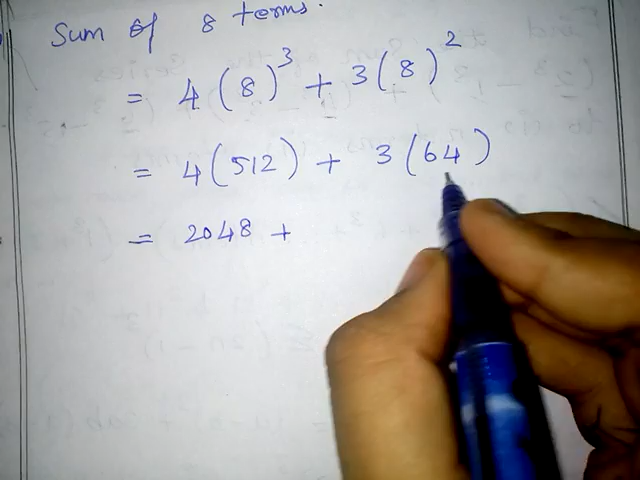 Sum of 8 terms.
= 4(8)³ + 3(8)²
= 4(512) + 3(64)
= 2048 +